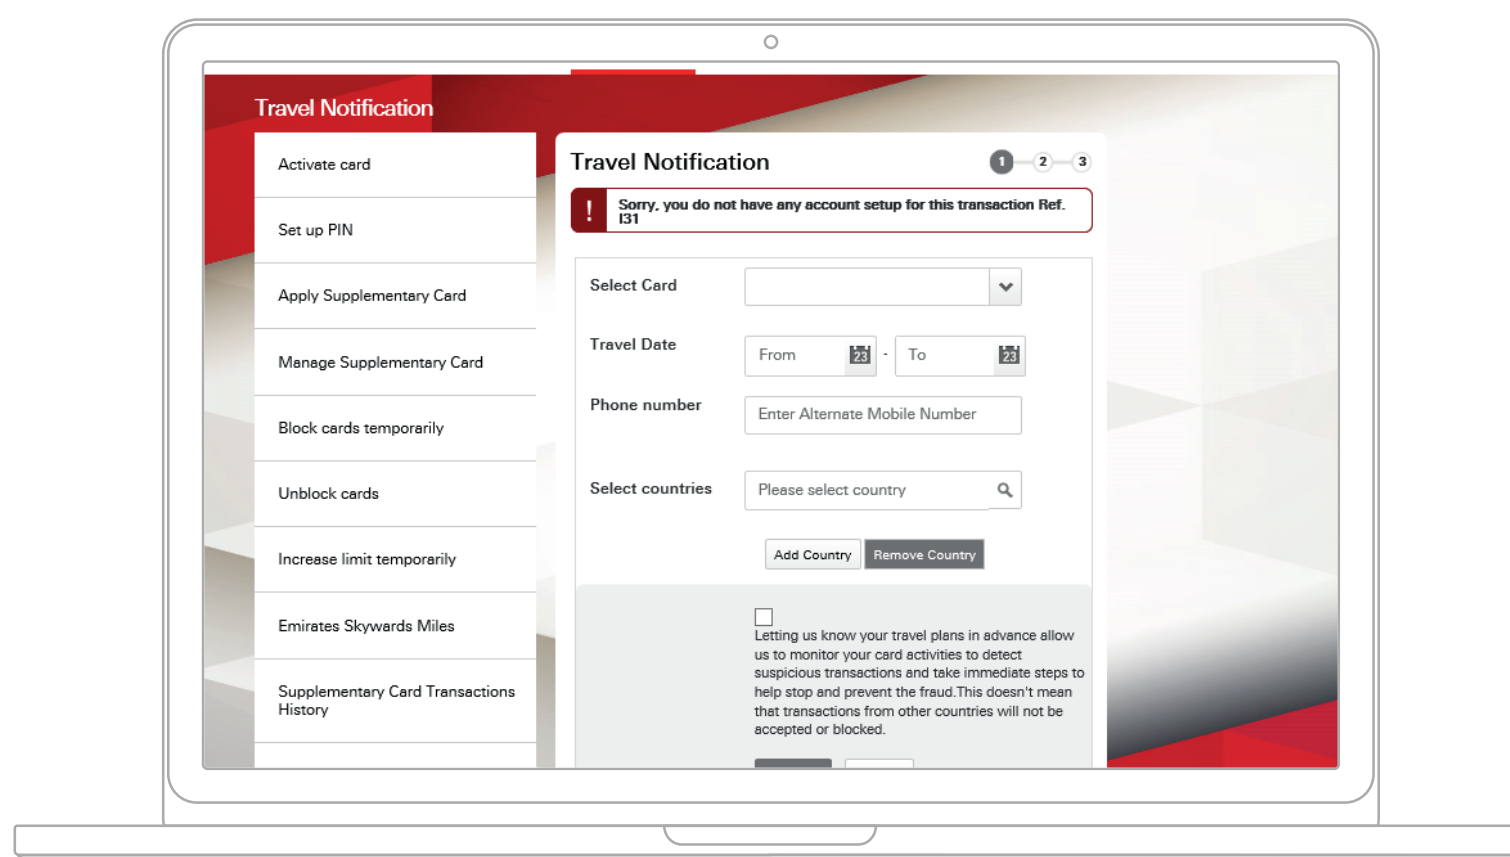 Travel Notification
Activate card
Set up PIN
Apply Supplementary Card
Manage Supplementary Card
Block cards temporarily
Unblock cards
Increase limit temporarily
Emirates Skywards Miles
Supplementary Card Transactions
History
Travel Notification
1 2 3
! Sorry, you do not have any account setup for this transaction Ref.
I31
Select Card
Travel Date From 23 - To 23
Phone number Enter Alternate Mobile Number
Select countries Please select country
Add Country Remove Country
Letting us know your travel plans in advance allow
us to monitor your card activities to detect
suspicious transactions and take immediate steps to
help stop and prevent the fraud.This doesn't mean
that transactions from other countries will not be
accepted or blocked.